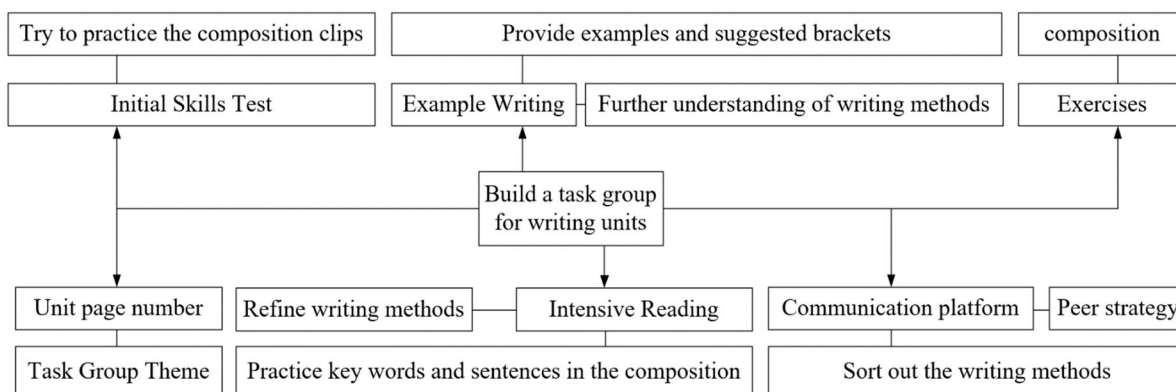 Try to practice the composition clips
Provide examples and suggested brackets
composition
Initial Skills Test
Example Writing
Further understanding of writing methods
Exercises
Build a task group
for writing units
Unit page number
Refine writing methods
Intensive Reading
Communication platform
Peer strategy
Task Group Theme
Practice key words and sentences in the composition
Sort out the writing methods